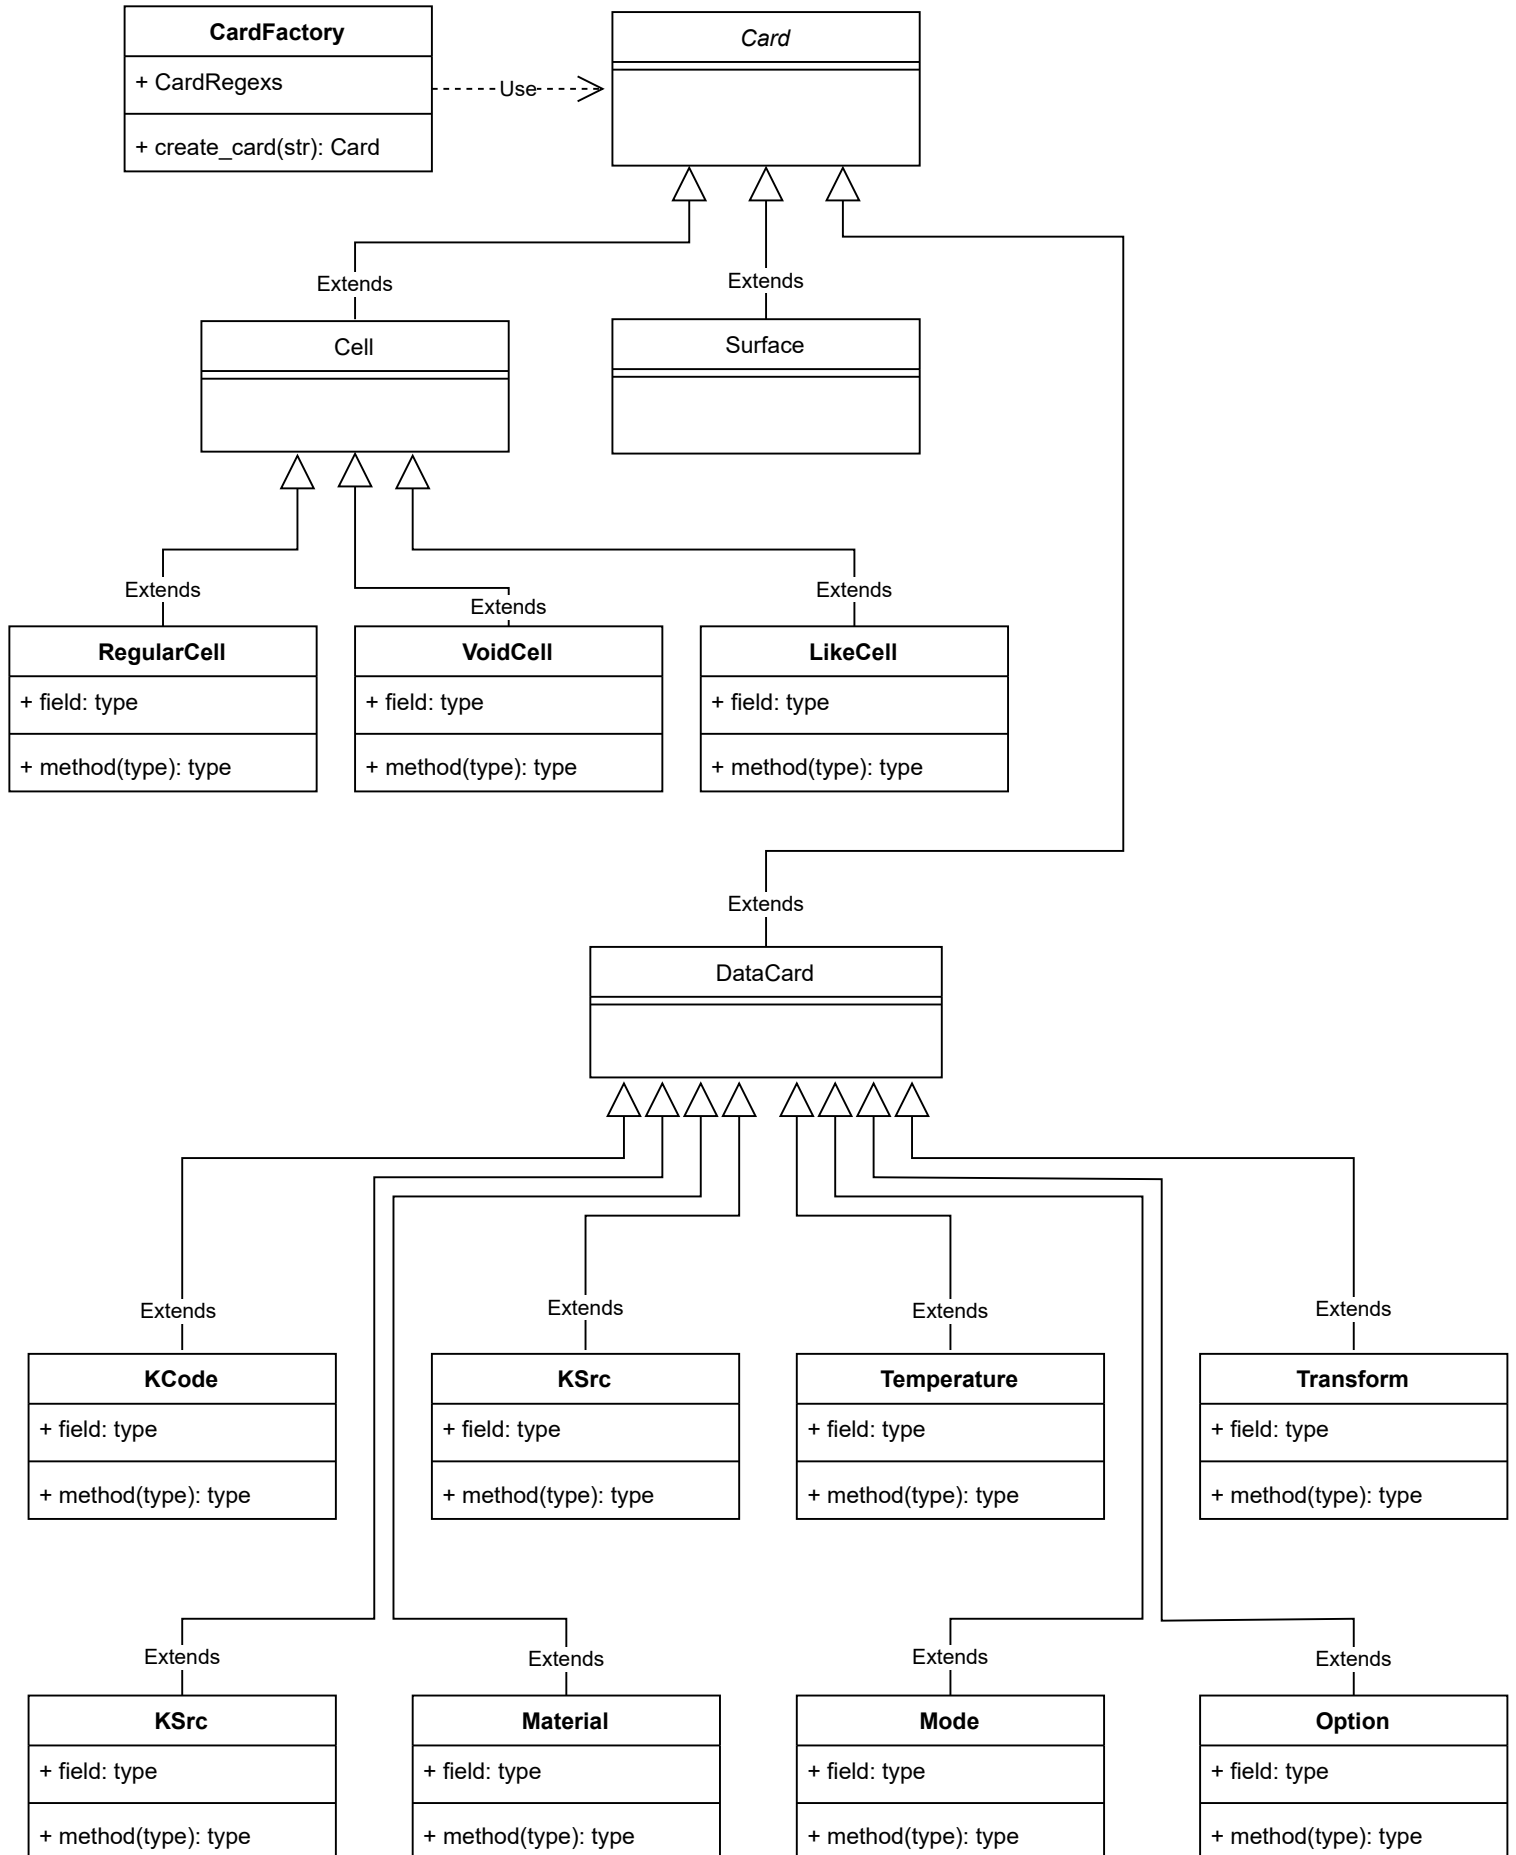 CardFactory
+ CardRegexs
+ create_card(str): Card
Use
Card
Extends
Extends
Cell
Surface
Extends
Extends
Extends
RegularCell
+ field: type
+ method(type): type
VoidCell
+ field: type
+ method(type): type
LikeCell
+ field: type
+ method(type): type
Extends
DataCard
Extends
Extends
Extends
Extends
KCode
+ field: type
+ method(type): type
KSrc
+ field: type
+ method(type): type
Temperature
+ field: type
+ method(type): type
Transform
+ field: type
+ method(type): type
Extends
Extends
Extends
Extends
KSrc
+ field: type
+ method(type): type
Material
+ field: type
+ method(type): type
Mode
+ field: type
+ method(type): type
Option
+ field: type
+ method(type): type